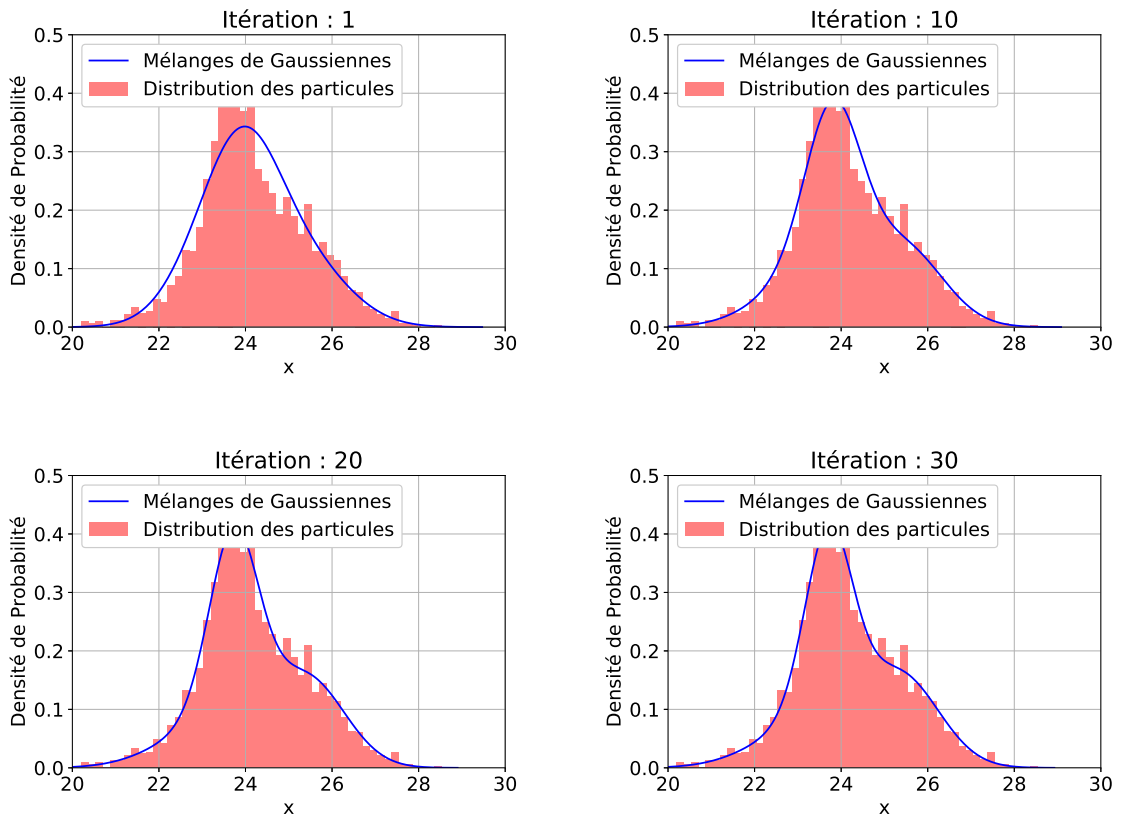 Itération : 1
0.5
0.4
0.3
0.2
0.1
0.0
Densité de Probabilité
Mélanges de Gaussiennes
Distribution des particules
20 22 24 26 28 30
x
Itération : 10
0.5
0.4
0.3
0.2
0.1
0.0
Densité de Probabilité
Mélanges de Gaussiennes
Distribution des particules
20 22 24 26 28 30
x
Itération : 20
0.5
0.4
0.3
0.2
0.1
0.0
Densité de Probabilité
Mélanges de Gaussiennes
Distribution des particules
20 22 24 26 28 30
x
Itération : 30
0.5
0.4
0.3
0.2
0.1
0.0
Densité de Probabilité
Mélanges de Gaussiennes
Distribution des particules
20 22 24 26 28 30
x